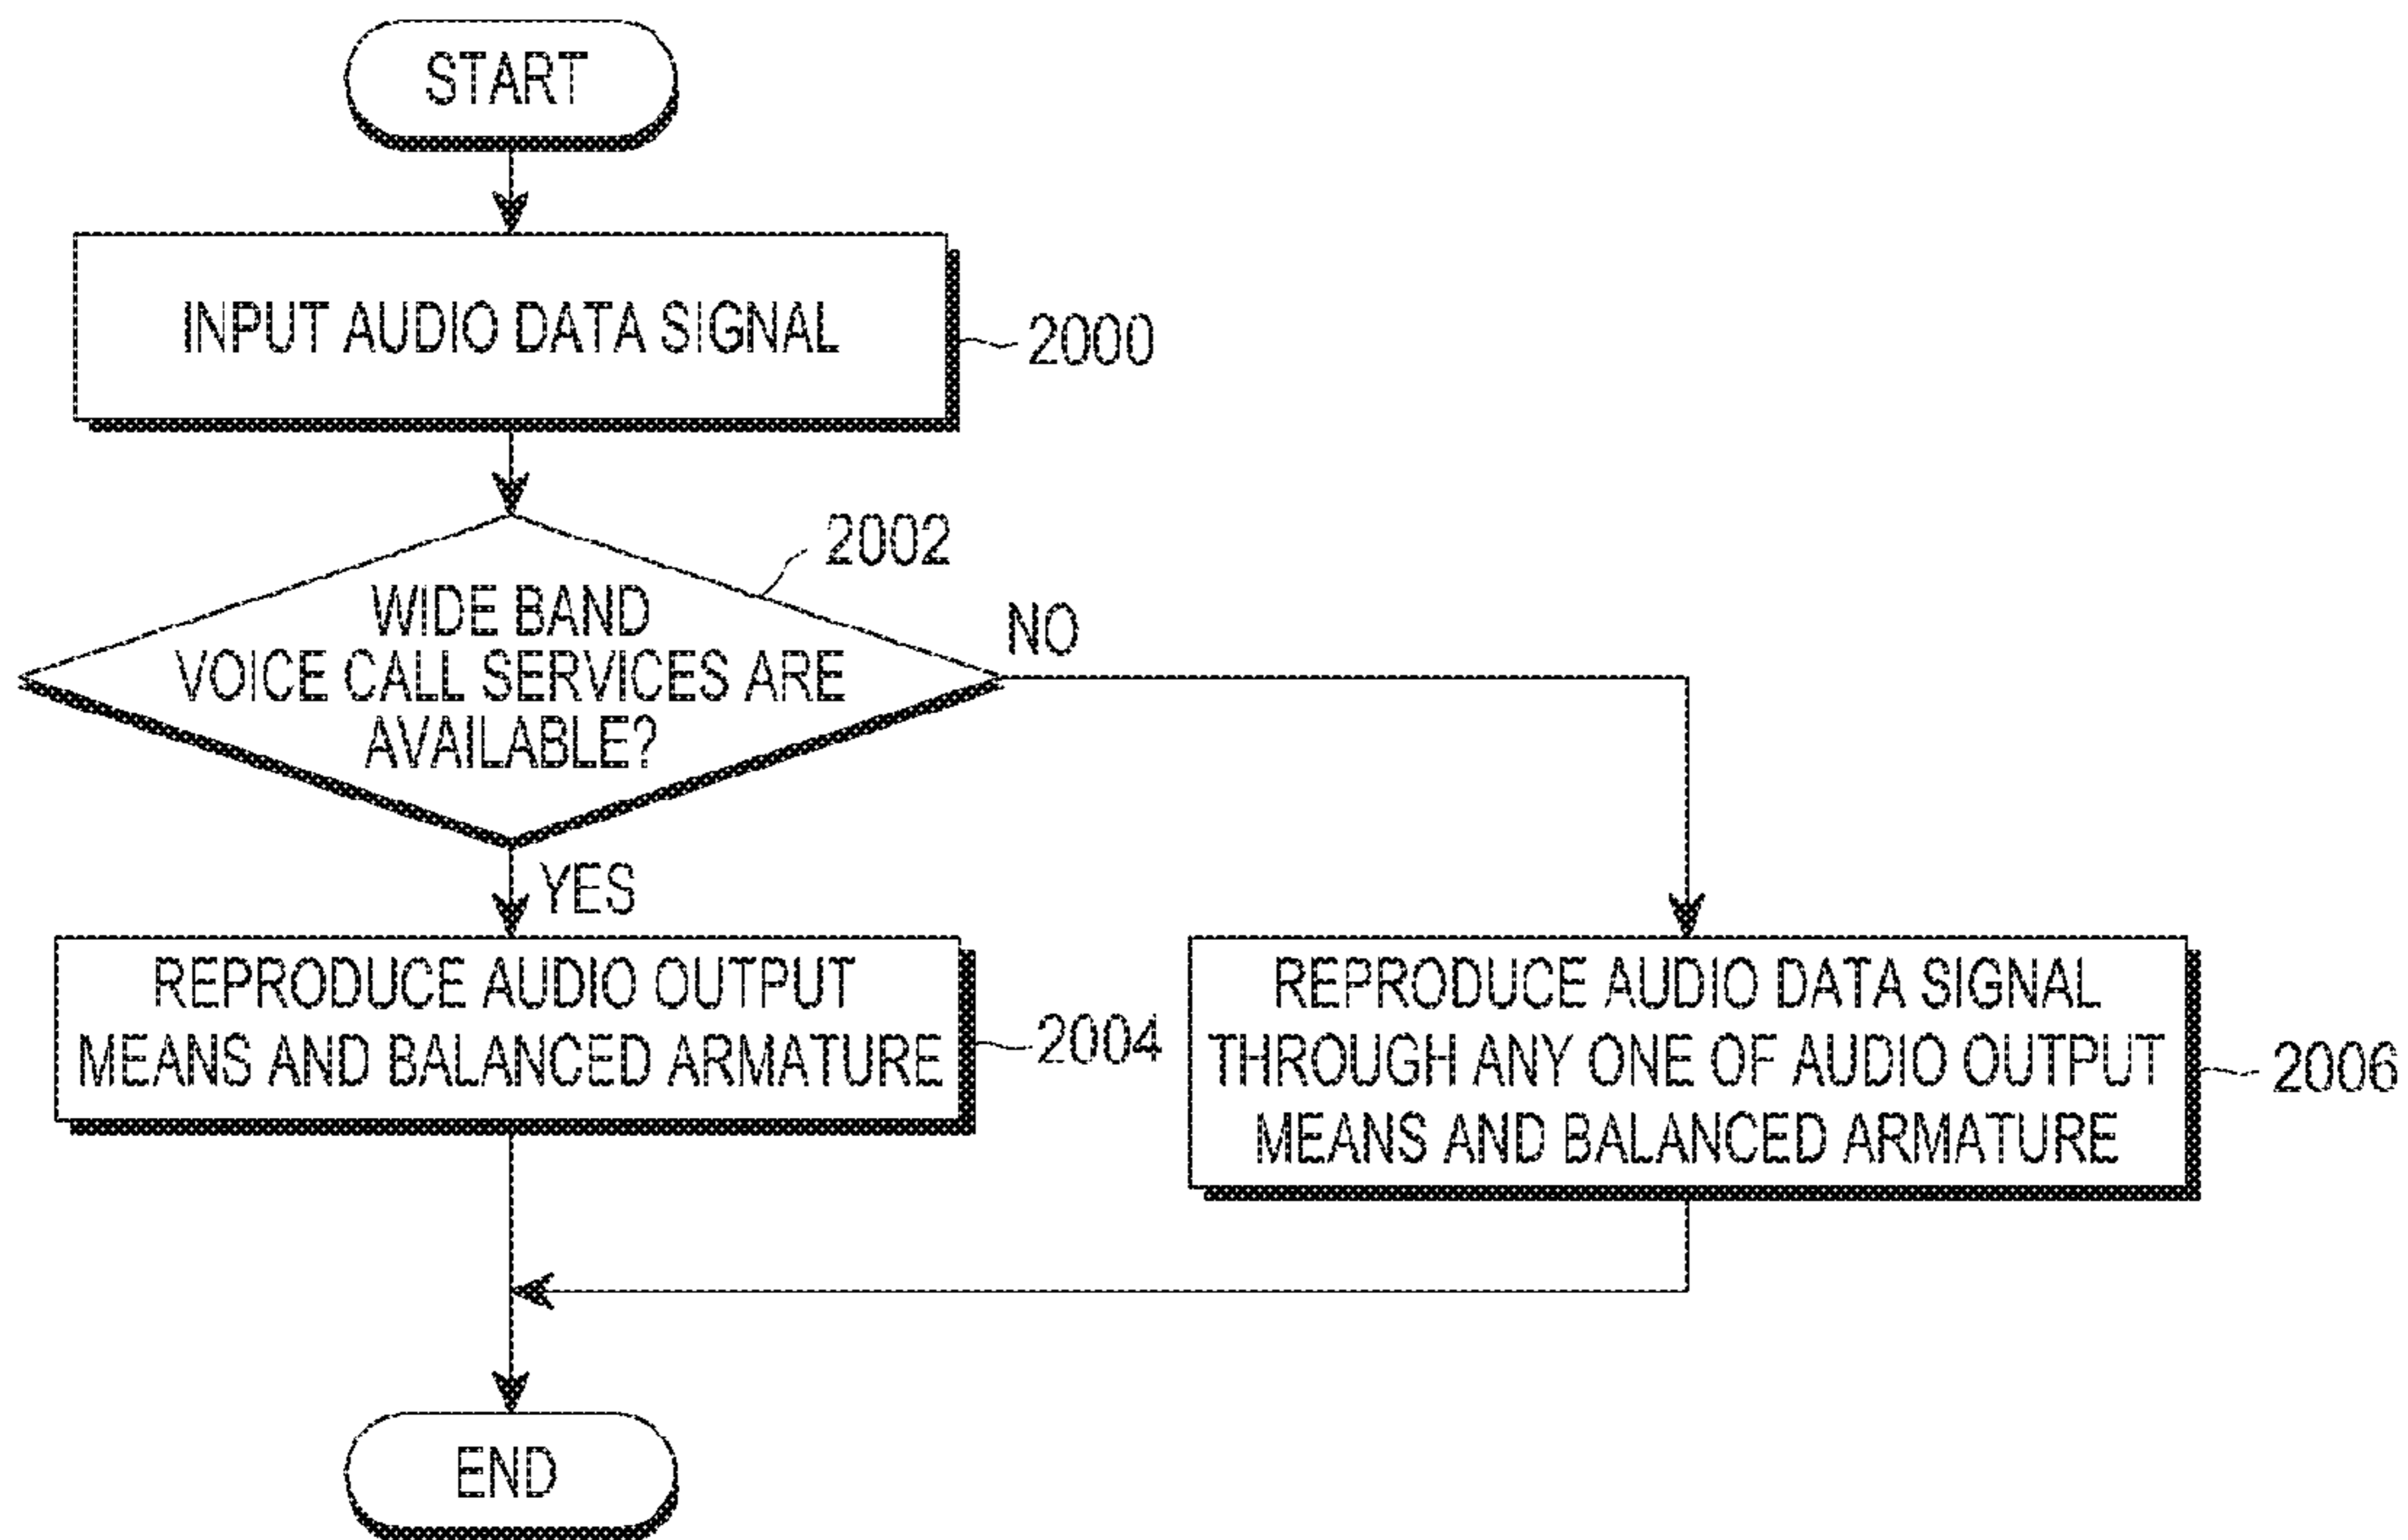 START
INPUT AUDIO DATA SIGNAL
2000
2002
WIDE BAND
VOICE CALL SERVICES ARE
AVAILABLE?
NO
YES
REPRODUCE AUDIO OUTPUT
MEANS AND BALANCED ARMATURE
2004
REPRODUCE AUDIO DATA SIGNAL
THROUGH ANY ONE OF AUDIO OUTPUT
MEANS AND BALANCED ARMATURE
2006
END